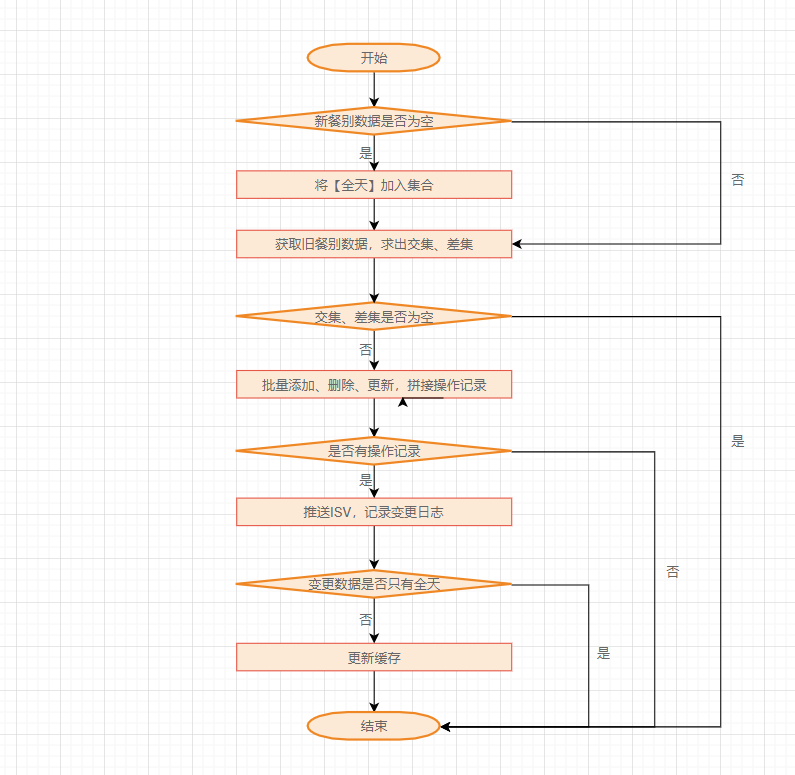 开始
新餐别数据是否为空
是
否
将【全天】加入集合
获取旧餐别数据，求出交集、差集
交集、差集是否为空
否
批量添加、删除、更新，拼接操作记录
是
是否有操作记录
是
推送ISV，记录变更日志
否
变更数据是否只有全天
否
是
更新缓存
结束